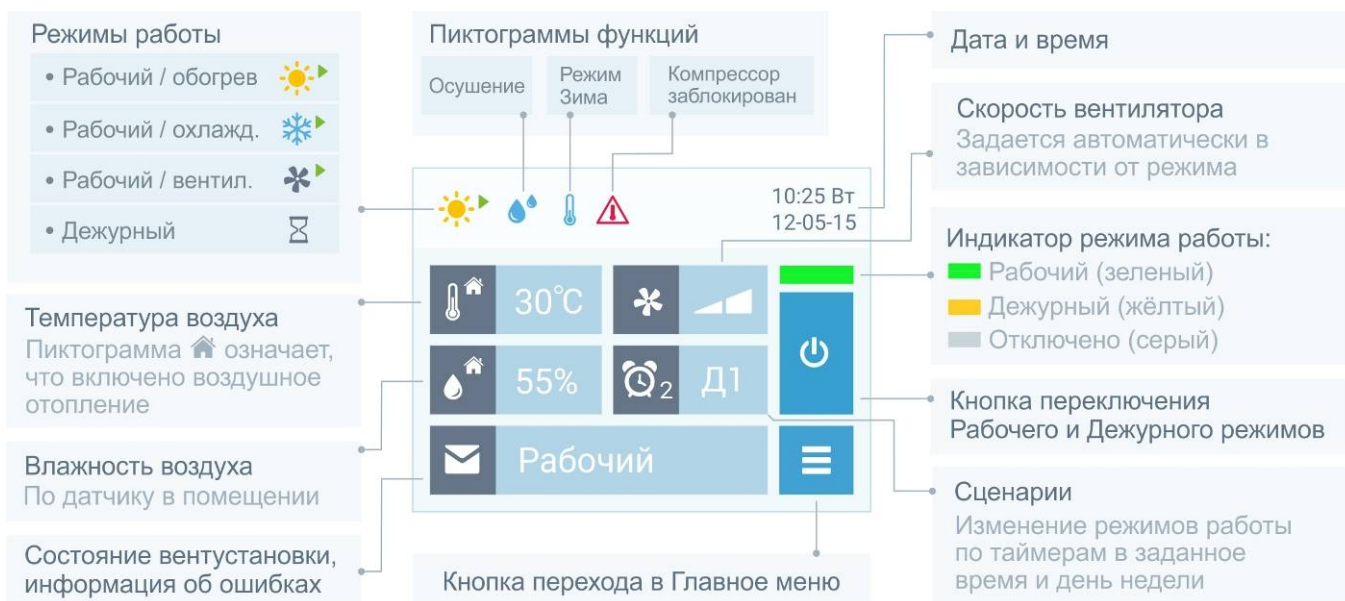 Режимы работы
• Рабочий / обогрев
• Рабочий / охлажд.
• Рабочий / вентил.
• Дежурный
Температура воздуха
Пиктограмма означает,
что включено воздушное
отопление
Влажность воздуха
По датчику в помещении
Состояние вентустановки,
информация об ошибках
Пиктограммы функций
Осушение
Режим
Зима
Компрессор
заблокирован
10:25 Вт
12-05-15
30°C
55%
2
Д1
Рабочий
Кнопка перехода в Главное меню
Дата и время
Скорость вентилятора
Задается автоматически в
зависимости от режима
Индикатор режима работы:
Рабочий (зеленый)
Дежурный (жёлтый)
Отключено (серый)
Кнопка переключения
Рабочего и Дежурного режимов
Сценарии
Изменение режимов работы
по таймерам в заданное
время и день недели